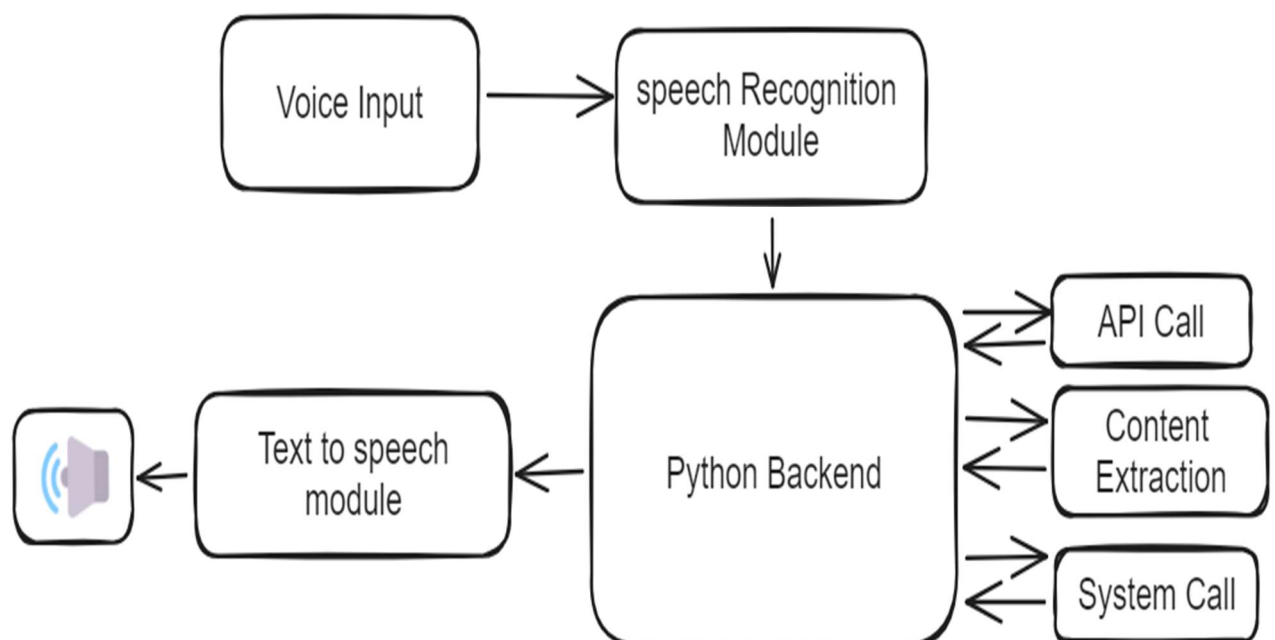 Voice Input
speech Recognition
Module
API Call
Content
Extraction
Text to speech
module
Python Backend
System Call